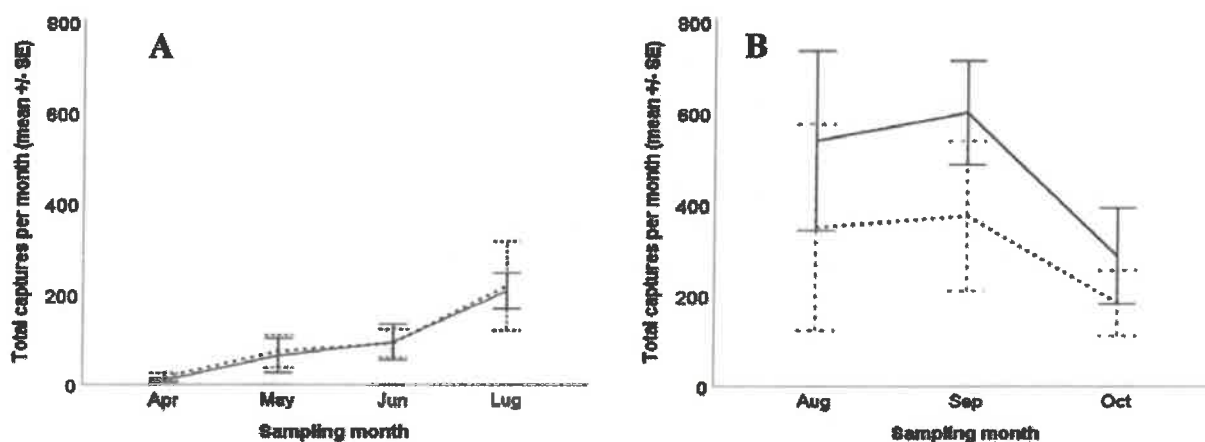 A
Total captures per month (mean +/- SE)
800
600
400
200
0
Apr May Jun Lug
Sampling month
B
Total captures per month (mean +/- SE)
800
600
400
200
0
Aug Sep Oct
Sampling month